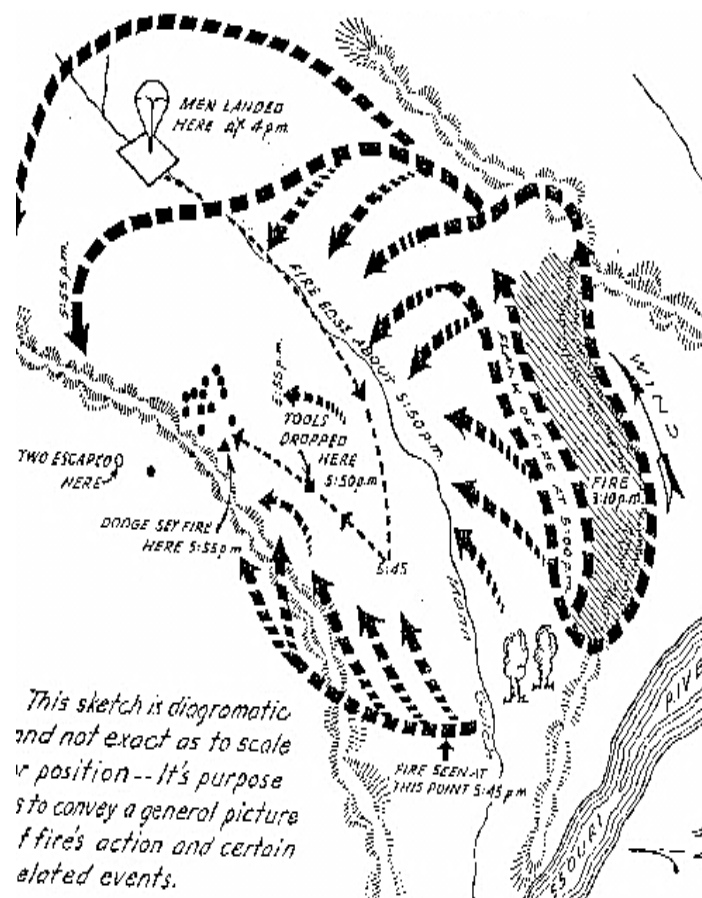 MEN LANDED
HERE AT 4 p.m.
5:55 p.m.
FIRE EDGE ABOUT 5:50 p.m.
WIND
FLANK OF FIRE AT 5:00 p.m.
FIRE
3:10 p.m.
5:55 p.m.
TOOLS
DROPPED
HERE
5:50 p.m
TWO ESCAPED
HERE
DODGE SET FIRE
HERE 5:55 p m
5:45
FIRE SEEN AT
THIS POINT 5:45 pm
RIVE
SSOURI
This sketch is diagramatic
and not exact as to scale
r position -- It's purpose
s to convey a general picture
f fire's action and certain
elated events.